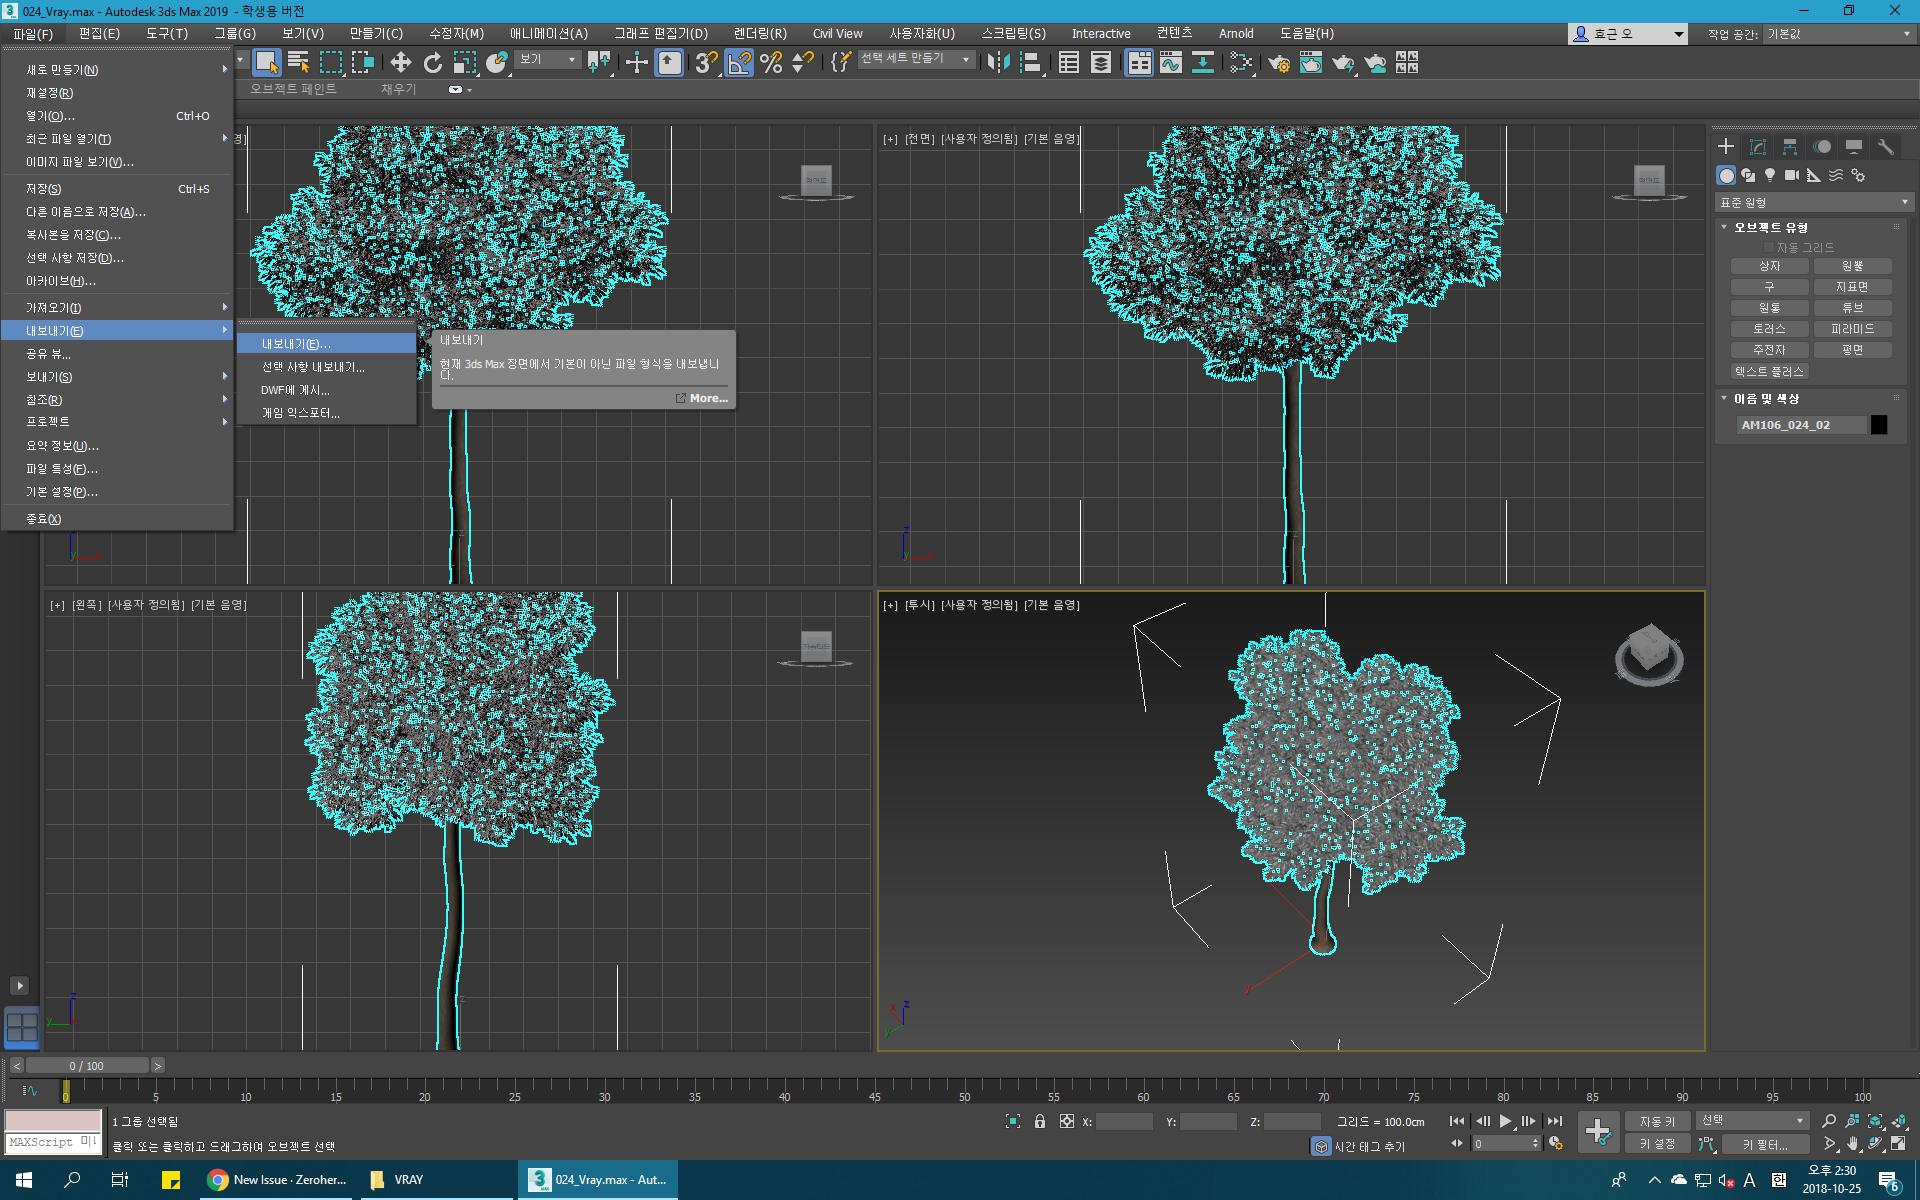 024_Vray.max - Autodesk 3ds Max 2019 - 학생용 버전
파일(F) 편집(E) 도구(T) 그룹(G) 보기(V) 만들기(C) 수정자(M) 애니메이션(A) 그래프 편집기(D) 렌더링(R) Civil View 사용자화(U) 스크립팅(S) Interactive 컨텐츠 Arnold 도움말(H) 효근 오 작업 공간: 기본값
보기 선택 세트 만들기
오브젝트 페인트 채우기
새로 만들기(N)
재설정(R)
열기(O)... Ctrl+O
최근 파일 열기(T)
이미지 파일 보기(V)...
저장(S) Ctrl+S
다른 이름으로 저장(A)...
복사본을 저장(C)...
선택 사항 저장(D)...
아카이브(H)...
가져오기(I)
내보내기(E)
공유 뷰...
보내기(S)
참조(R)
프로젝트
요약 정보(U)...
파일 특성(F)...
기본 설정(P)...
종료(X)
내보내기(E)...
선택 사항 내보내기...
DWF에 게시...
게임 익스포터...
내보내기
현재 3ds Max 장면에서 기본이 아닌 파일 형식을 내보냅니
다.
More...
[+] [전면] [사용자 정의됨] [기본 음영]
[+] [왼쪽] [사용자 정의됨] [기본 음영]
[+] [투시] [사용자 정의됨] [기본 음영]
표준 원형
오브젝트 유형
자동 그리드
상자 원뿔
구 지표면
원통 튜브
토러스 피라미드
주전자 평면
텍스트 플러스
이름 및 색상
AM106_024_02
< 0 / 100 >
0 5 10 15 20 25 30 35 40 45 50 55 60 65 70 75 80 85 90 95 100
1 그룹 선택됨
X: Y: Z: 그리드 = 100.0cm
자동 키 선택
MAXScript 미니
클릭 또는 클릭하고 드래그하여 오브젝트 선택
시간 태그 추가
0
키 설정 키 필터...
New Issue · Zeroher...
VRAY
024_Vray.max - Aut...
A
오후 2:30
2018-10-25
6